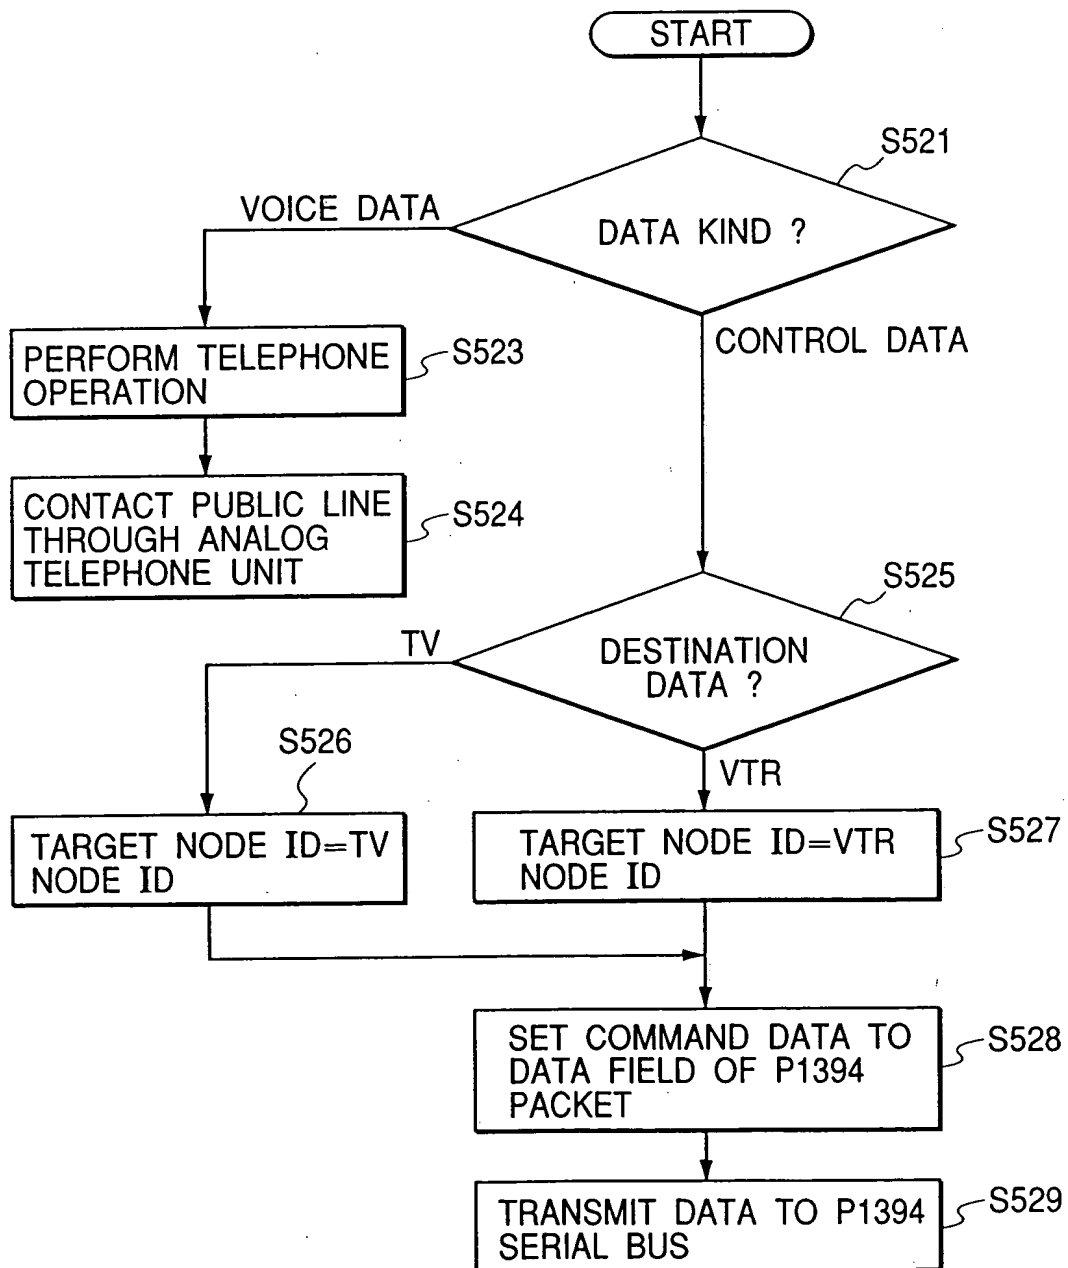 START
S521
VOICE DATA
DATA KIND ?
CONTROL DATA
PERFORM TELEPHONE
OPERATION
S523
CONTACT PUBLIC LINE
THROUGH ANALOG
TELEPHONE UNIT
S524
S525
TV
DESTINATION
DATA ?
S526
VTR
TARGET NODE ID=TV
NODE ID
TARGET NODE ID=VTR
NODE ID
S527
SET COMMAND DATA TO
DATA FIELD OF P1394
PACKET
S528
TRANSMIT DATA TO P1394
SERIAL BUS
S529